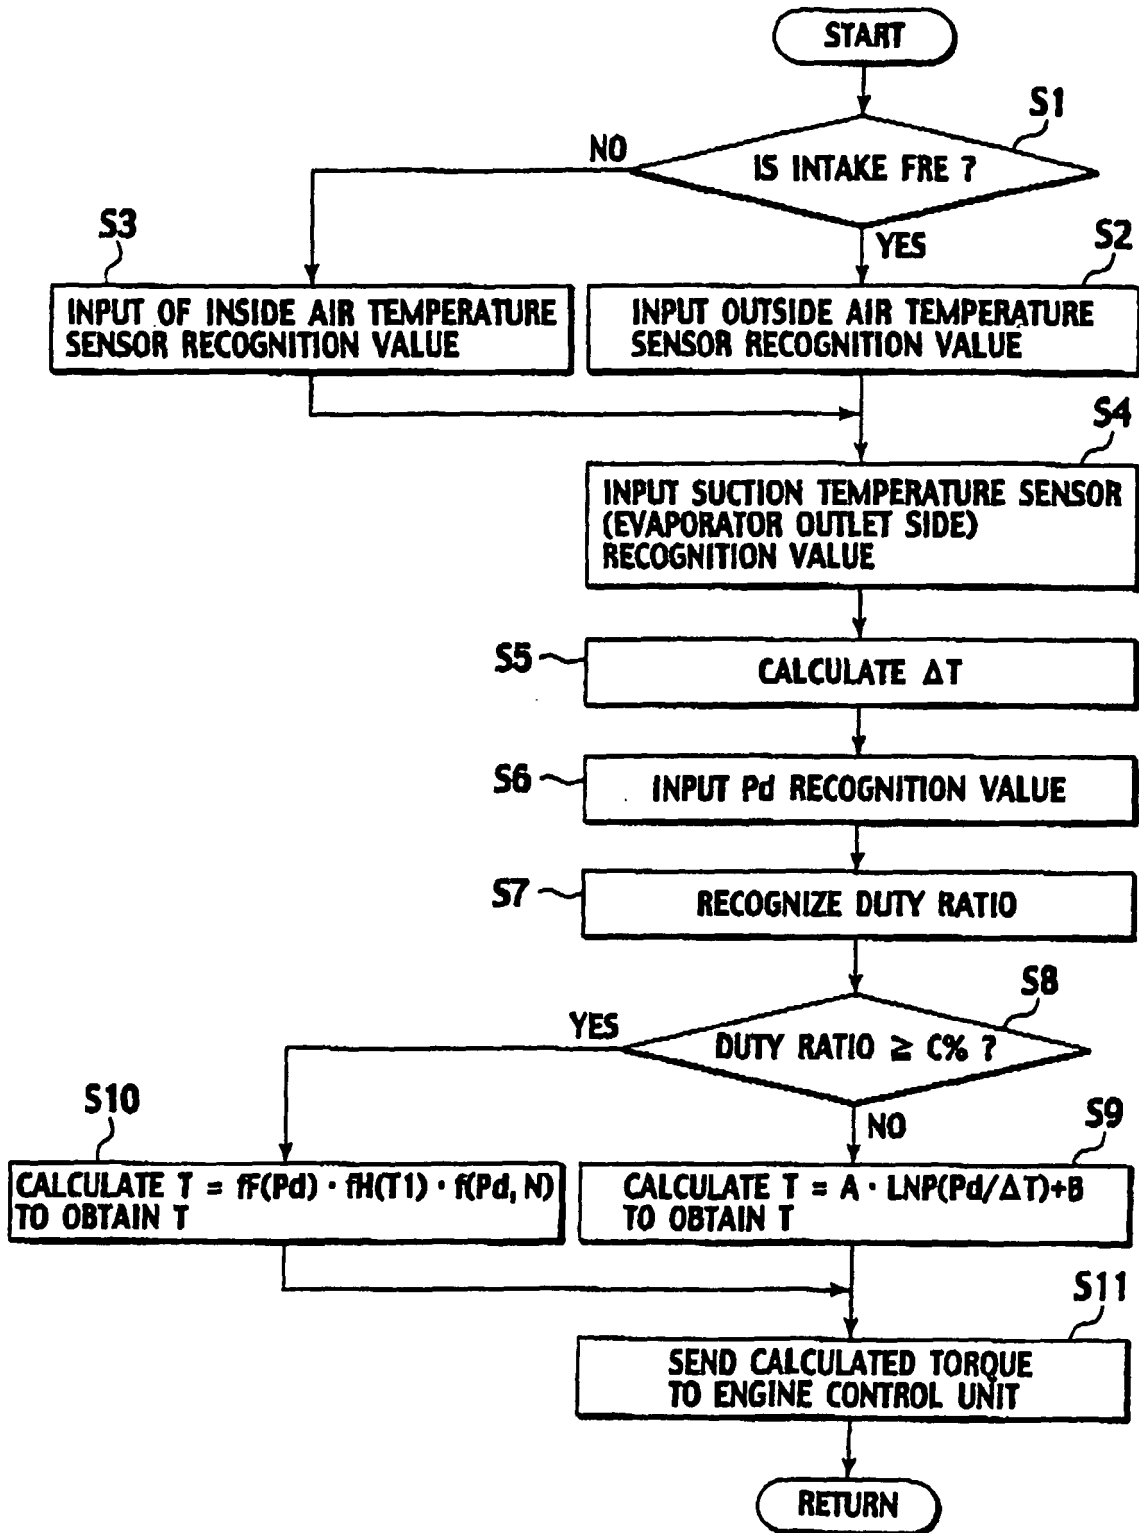 START
S1
IS INTAKE FRE ?
NO
YES
S3
S2
INPUT OF INSIDE AIR TEMPERATURE
SENSOR RECOGNITION VALUE
INPUT OUTSIDE AIR TEMPERATURE
SENSOR RECOGNITION VALUE
S4
INPUT SUCTION TEMPERATURE SENSOR
(EVAPORATOR OUTLET SIDE)
RECOGNITION VALUE
S5
CALCULATE ΔT
S6
INPUT Pd RECOGNITION VALUE
S7
RECOGNIZE DUTY RATIO
S8
YES
DUTY RATIO ≧ C% ?
NO
S10
S9
CALCULATE T = fF(Pd) · fH(T1) · f(Pd, N)
TO OBTAIN T
CALCULATE T = A · LNP(Pd/ΔT)+B
TO OBTAIN T
S11
SEND CALCULATED TORQUE
TO ENGINE CONTROL UNIT
RETURN